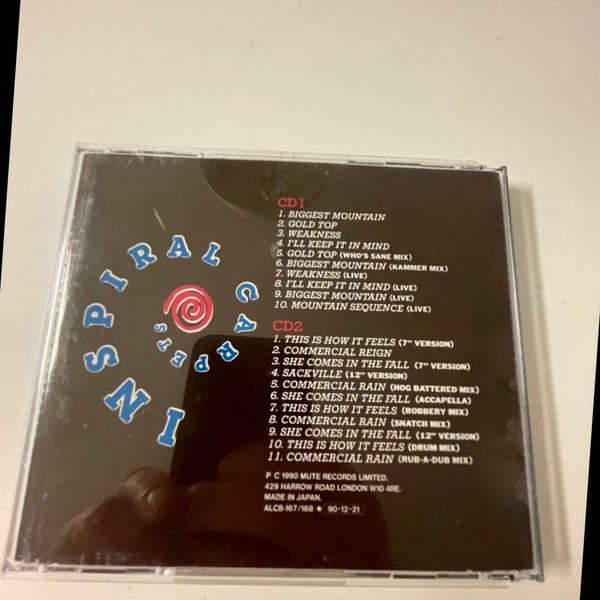 INSPIRAL CARPETS
CD1
1. BIGGEST MOUNTAIN
2. GOLD TOP
3. WEAKNESS
4. I'LL KEEP IT IN MIND
5. GOLD TOP (WHO'S SANE MIX)
6. BIGGEST MOUNTAIN (KAMMER MIX)
7. WEAKNESS (LIVE)
8. I'LL KEEP IT IN MIND (LIVE)
9. BIGGEST MOUNTAIN (LIVE)
10. MOUNTAIN SEQUENCE (LIVE)
CD2
1. THIS IS HOW IT FEELS (7" VERSION)
2. COMMERCIAL REIGN
3. SHE COMES IN THE FALL (7" VERSION)
4. SACKVILLE (12" VERSION)
5. COMMERCIAL RAIN (HOG BATTERED MIX)
6. SHE COMES IN THE FALL (ACCAPELLA)
7. THIS IS HOW IT FEELS (ROBBERY MIX)
8. COMMERCIAL RAIN (SNATCH MIX)
9. SHE COMES IN THE FALL (12" VERSION)
10. THIS IS HOW IT FEELS (DRUM MIX)
11. COMMERCIAL RAIN (RUB-A-DUB MIX)
P C 1990 MUTE RECORDS LIMITED.
429 HARROW ROAD LONDON W10 4RE.
MADE IN JAPAN.
ALCB-167/168 ★ 90·12·21